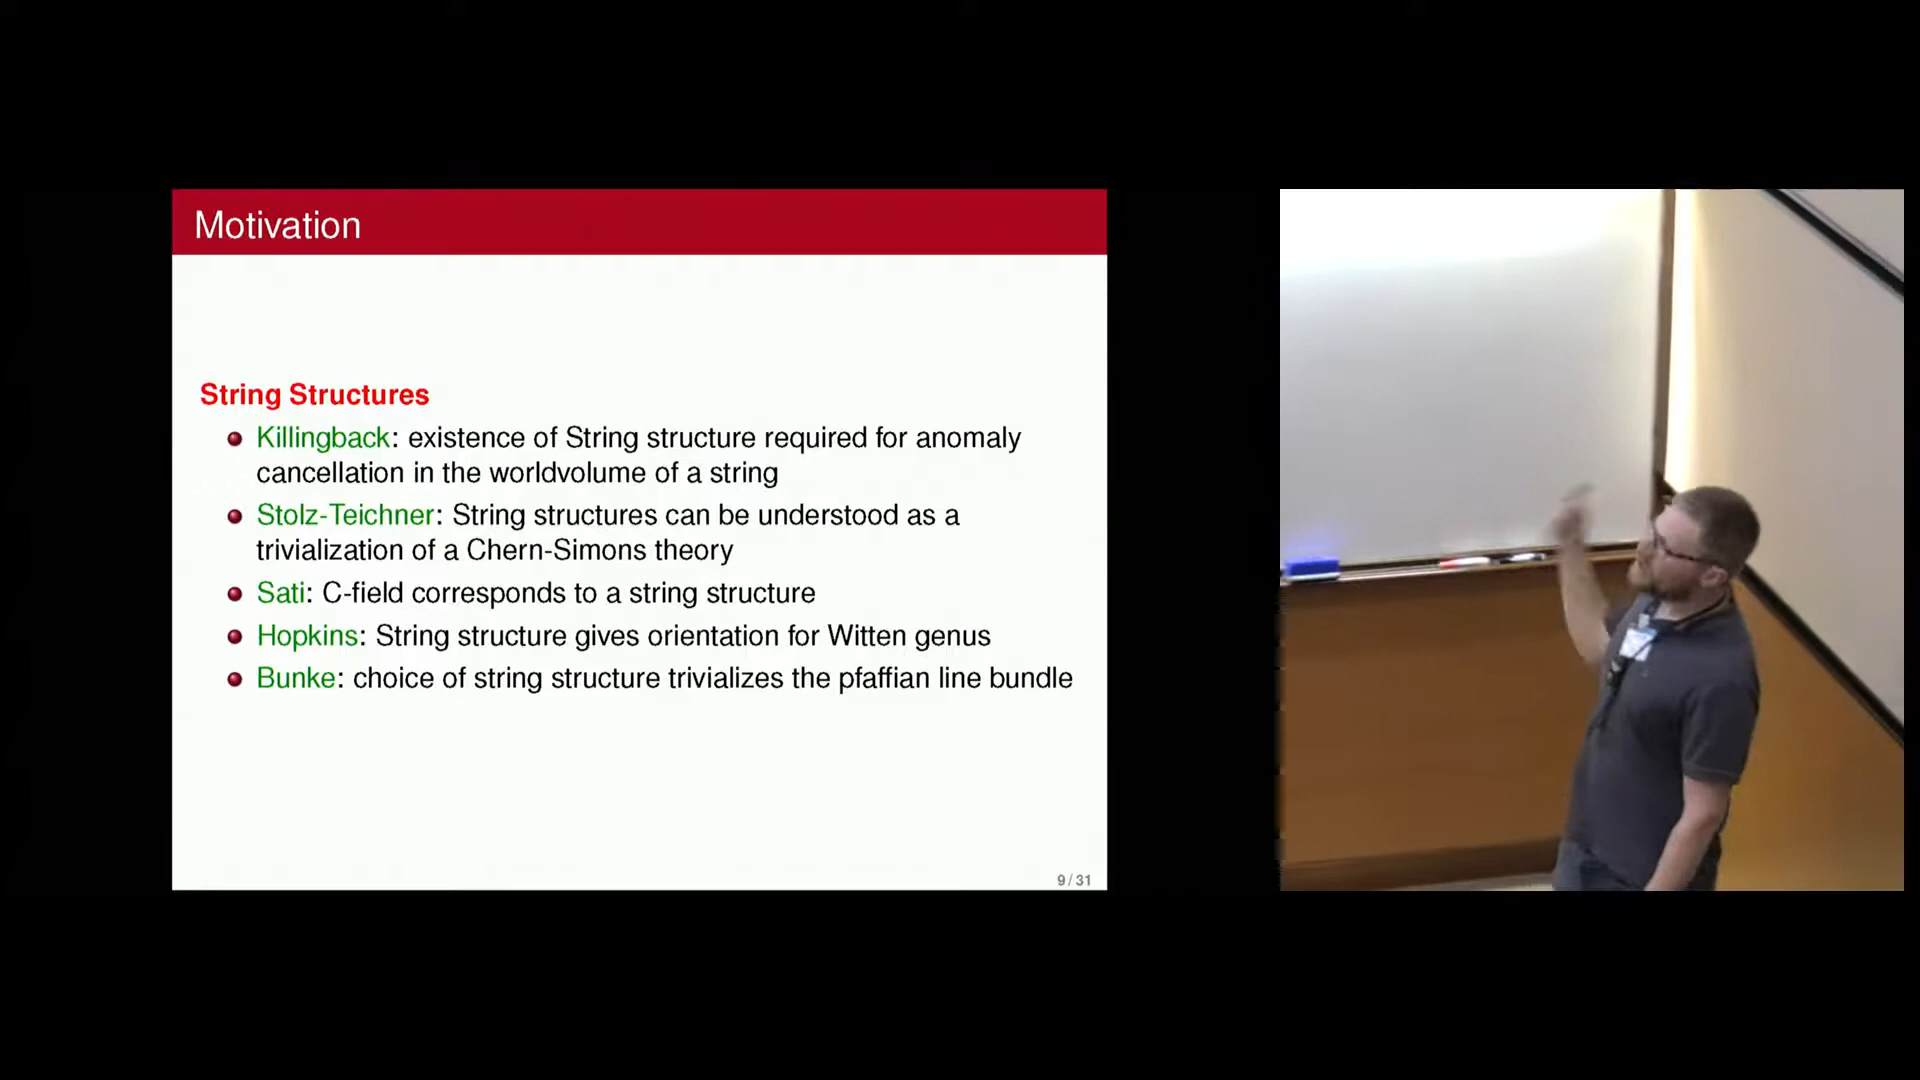 Motivation
String Structures
Killingback: existence of String structure required for anomaly
cancellation in the worldvolume of a string
Stolz-Teichner: String structures can be understood as a
trivialization of a Chern-Simons theory
Sati: C-field corresponds to a string structure
Hopkins: String structure gives orientation for Witten genus
Bunke: choice of string structure trivializes the pfaffian line bundle
9 / 31